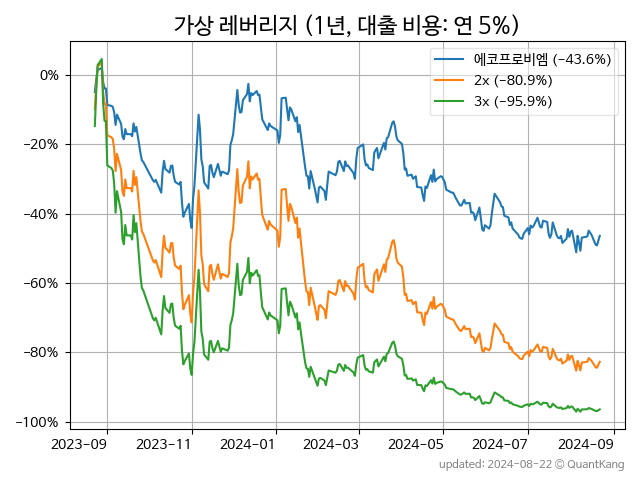 가상 레버리지 (1년, 대출 비용: 연 5%)
에코프로비엠 (−43.6%)
2x (−80.9%)
3x (−95.9%)
0%
−20%
−40%
−60%
−80%
−100%
2023−09 2023−11 2024−01 2024−03 2024−05 2024−07 2024−09
updated: 2024-08-22 © QuantKang